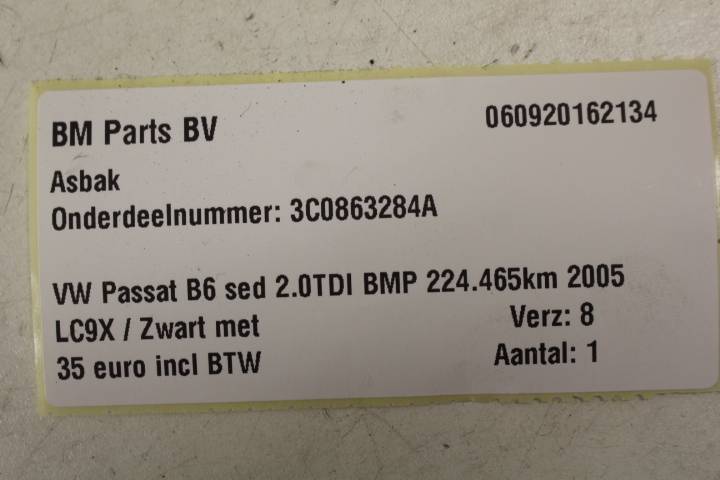 BM Parts BV 060920162134
Asbak
Onderdeelnummer: 3C0863284A
VW Passat B6 sed 2.0TDI BMP 224.465km 2005
LC9X / Zwart met Verz: 8
35 euro incl BTW Aantal: 1